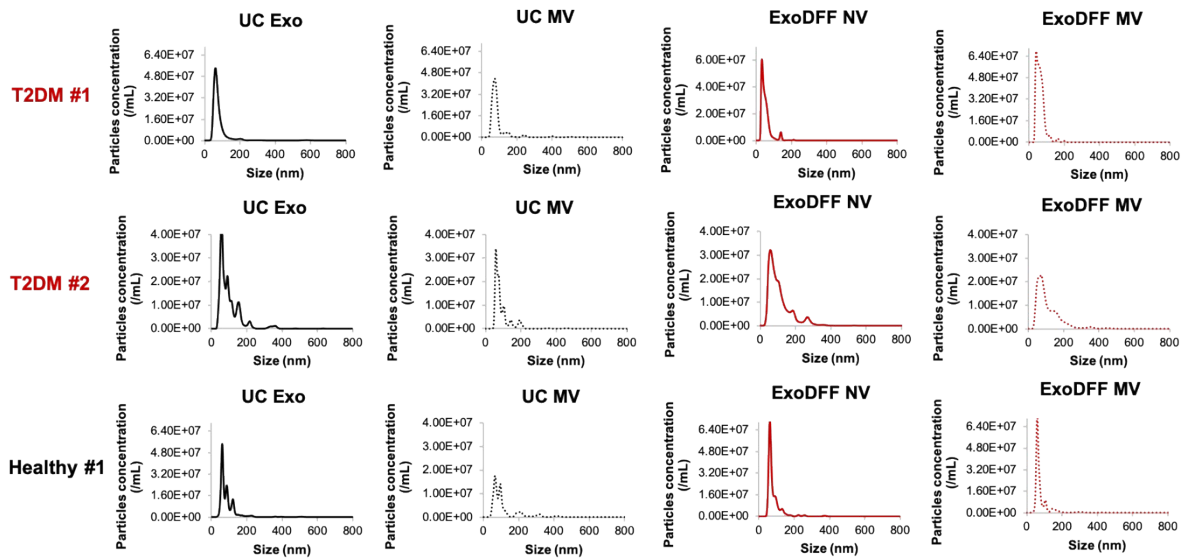 UC Exo
UC MV
ExoDFF NV
ExoDFF MV
T2DM #1
Particles concentration
(/mL)
6.40E+07
4.80E+07
3.20E+07
1.60E+07
0.00E+00
0 200 400 600 800
Size (nm)
Particles concentration
(/mL)
6.40E+07
4.80E+07
3.20E+07
1.60E+07
0.00E+00
0 200 400 600 800
Size (nm)
Particles concentration
(/mL)
8.00E+07
6.00E+07
4.00E+07
2.00E+07
0.00E+00
0 200 400 600 800
Size (nm)
Particles concentration
(/mL)
6.40E+07
4.80E+07
3.20E+07
1.60E+07
0.00E+00
0 200 400 600 800
Size (nm)
UC Exo
UC MV
ExoDFF NV
ExoDFF MV
T2DM #2
Particles concentration
(/mL)
4.00E+07
3.00E+07
2.00E+07
1.00E+07
0.00E+00
0 200 400 600 800
Size (nm)
Particles concentration
(/mL)
4.00E+07
3.00E+07
2.00E+07
1.00E+07
0.00E+00
0 200 400 600 800
Size (nm)
Particles concentration
(/mL)
4.00E+07
3.00E+07
2.00E+07
1.00E+07
0.00E+00
0 200 400 600 800
Size (nm)
Particles concentration
(/mL)
4.00E+07
3.00E+07
2.00E+07
1.00E+07
0.00E+00
0 200 400 600 800
Size (nm)
UC Exo
UC MV
ExoDFF NV
ExoDFF MV
Healthy #1
Particles concentration
(/mL)
6.40E+07
4.80E+07
3.20E+07
1.60E+07
0.00E+00
0 200 400 600 800
Size (nm)
Particles concentration
(/mL)
4.00E+07
3.00E+07
2.00E+07
1.00E+07
0.00E+00
0 200 400 600 800
Size (nm)
Particles concentration
(/mL)
6.40E+07
4.80E+07
3.20E+07
1.60E+07
0.00E+00
0 200 400 600 800
Size (nm)
Particles concentration
(/mL)
6.40E+07
4.80E+07
3.20E+07
1.60E+07
0.00E+00
0 200 400 600 800
Size (nm)